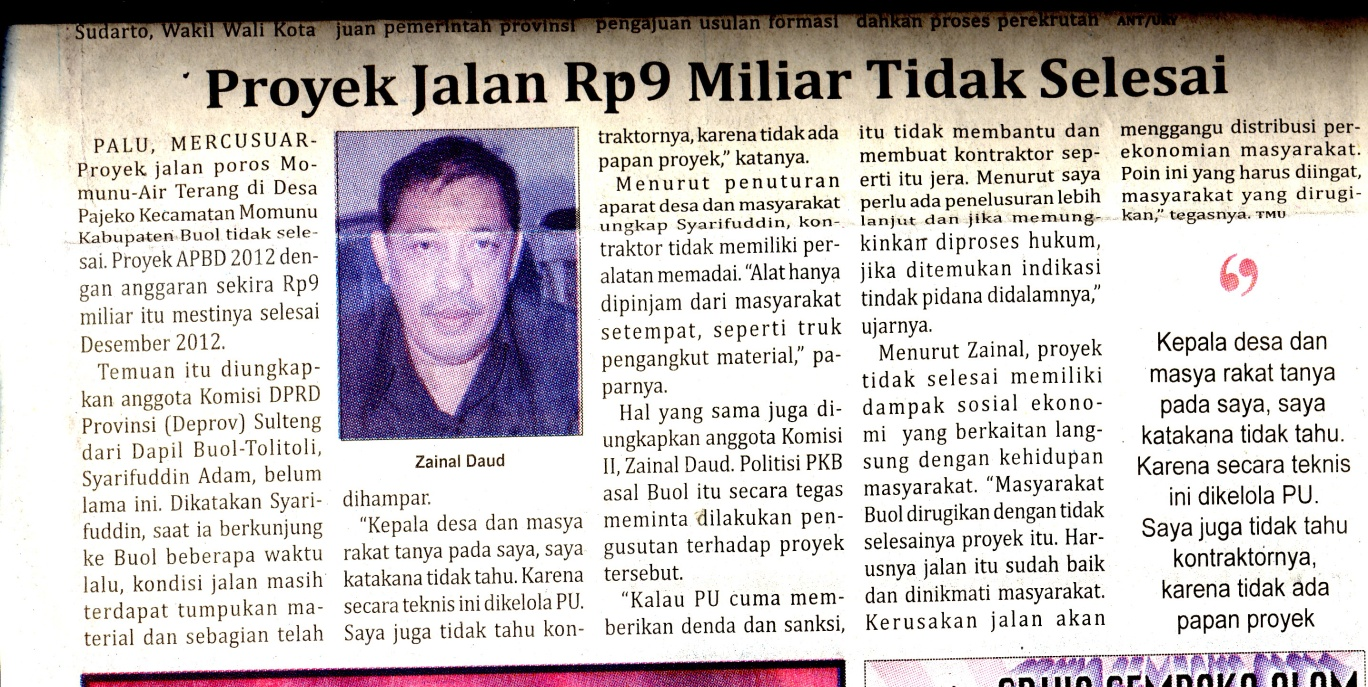 Sudarto, Wakil Wali Kota
juan pemerintah provinsi
pengajuan usulan formasi
dahkan proses perekrutan ANT/URY
Proyek Jalan Rp9 Miliar Tidak Selesai
PALU, MERCUSUAR-
Proyek jalan poros Mo-
munu-Air Terang di Desa
Pajeko Kecamatan Momunu
Kabupaten Buol tidak sele-
sai. Proyek APBD 2012 den-
gan anggaran sekira Rp9
miliar itu mestinya selesai
Desember 2012.
Temuan itu diungkap-
kan anggota Komisi DPRD
Provinsi (Deprov) Sulteng
dari Dapil Buol-Tolitoli,
Syarifuddin Adam, belum
lama ini. Dikatakan Syari-
fuddin, saat ia berkunjung
ke Buol beberapa waktu
lalu, kondisi jalan masih
terdapat tumpukan ma-
terial dan sebagian telah
Zainal Daud
dihampar.
“Kepala desa dan masya
rakat tanya pada saya, saya
katakana tidak tahu. Karena
secara teknis ini dikelola PU.
Saya juga tidak tahu kon-
traktornya, karena tidak ada
papan proyek,” katanya.
Menurut penuturan
aparat desa dan masyarakat
ungkap Syarifuddin, kon-
traktor tidak memiliki per-
alatan memadai. “Alat hanya
dipinjam dari masyarakat
setempat, seperti truk
pengangkut material,” pa-
parnya.
Hal yang sama juga di-
ungkapkan anggota Komisi
II, Zainal Daud. Politisi PKB
asal Buol itu secara tegas
meminta dilakukan pen-
gusutan terhadap proyek
tersebut.
“Kalau PU cuma mem-
berikan denda dan sanksi,
itu tidak membantu dan
membuat kontraktor sep-
erti itu jera. Menurut saya
perlu ada penelusuran lebih
lanjut dan jika memung-
kinkan diproses hukum,
jika ditemukan indikasi
tindak pidana didalamnya,”
ujarnya.
Menurut Zainal, proyek
tidak selesai memiliki
dampak sosial ekono-
mi yang berkaitan lang-
sung dengan kehidupan
masyarakat. “Masyarakat
Buol dirugikan dengan tidak
selesainya proyek itu. Har-
usnya jalan itu sudah baik
dan dinikmati masyarakat.
Kerusakan jalan akan
menggangu distribusi per-
ekonomian masyarakat.
Poin ini yang harus diingat,
masyarakat yang dirugi-
kan,” tegasnya. TMU
Kepala desa dan
masya rakat tanya
pada saya, saya
katakana tidak tahu.
Karena secara teknis
ini dikelola PU.
Saya juga tidak tahu
kontraktornya,
karena tidak ada
papan proyek